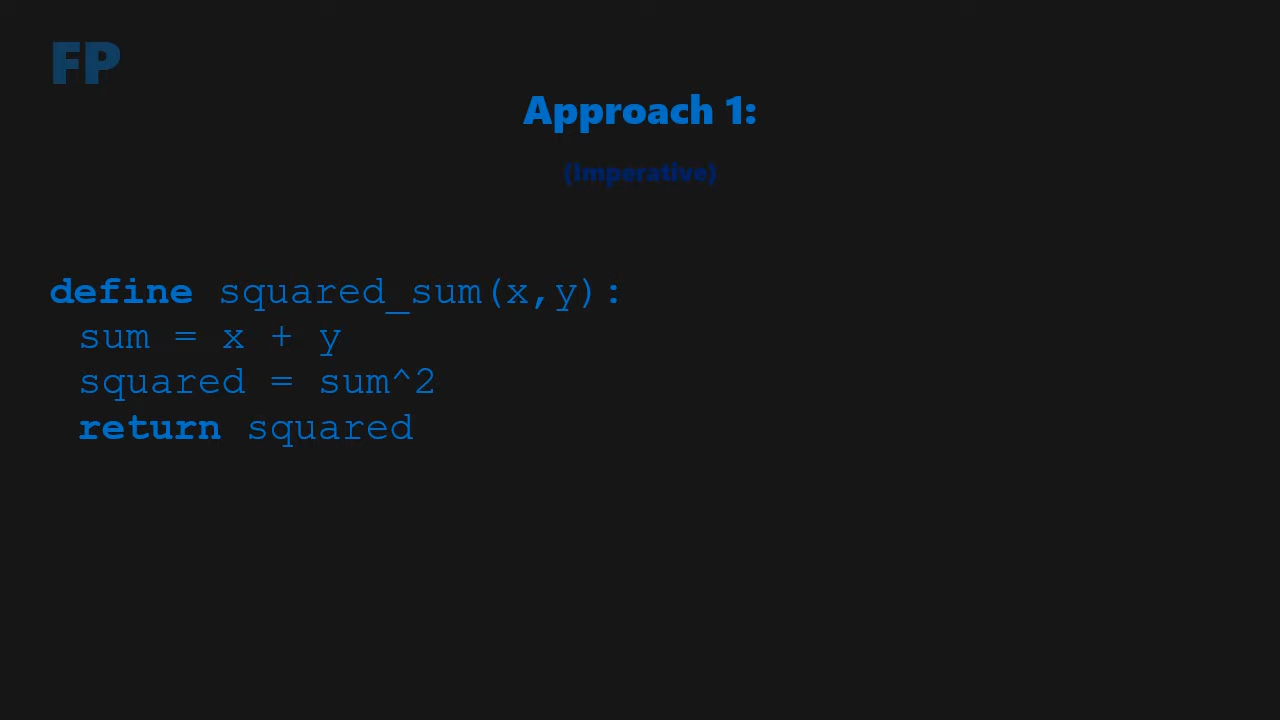 FP
Approach 1:
(Imperative)
define squared_sum(x,y):
sum = x + y
squared = sum^2
return squared